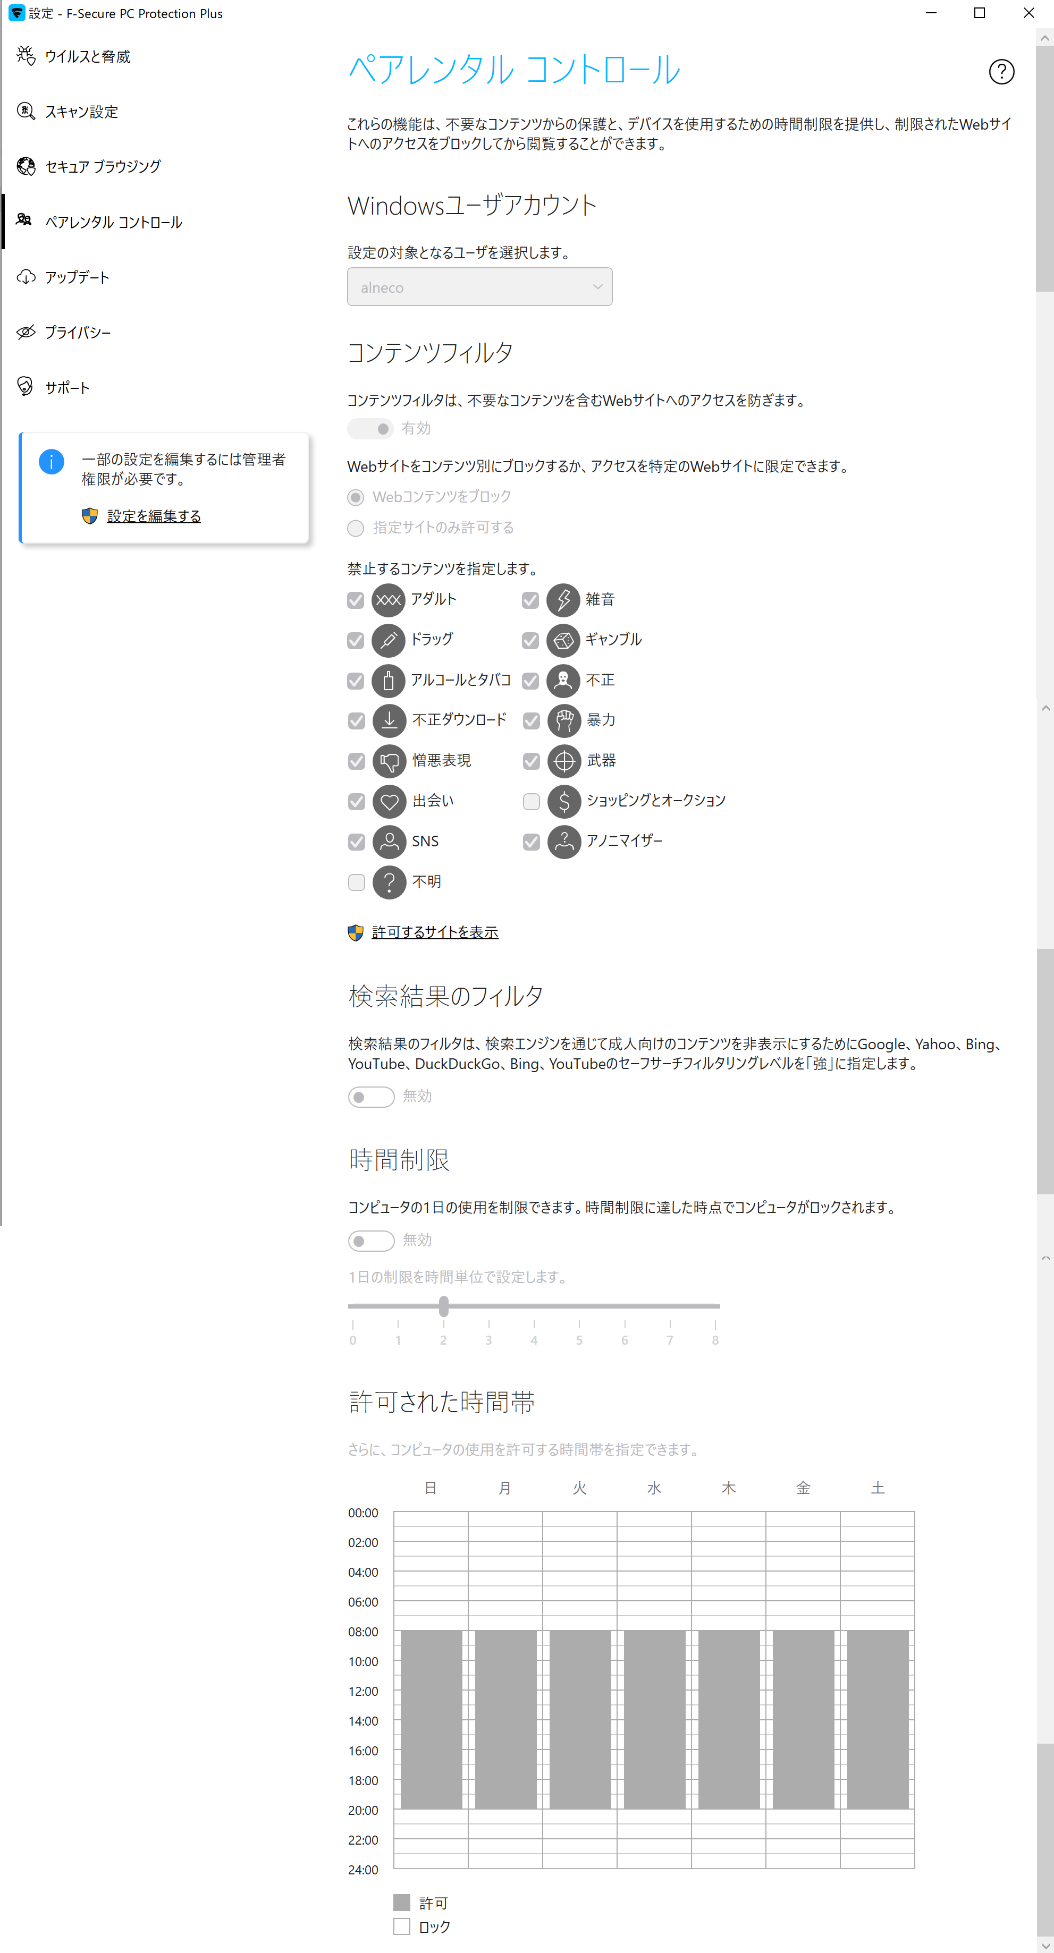 設定 - F-Secure PC Protection Plus
ウイルスと脅威
スキャン設定
セキュア ブラウジング
ペアレンタル コントロール
アップデート
プライバシー
サポート
一部の設定を編集するには管理者
権限が必要です。
設定を編集する
ペアレンタル コントロール
これらの機能は、不要なコンテンツからの保護と、デバイスを使用するための時間制限を提供し、制限されたWebサイ
トへのアクセスをブロックしてから閲覧することができます。
Windowsユーザアカウント
設定の対象となるユーザを選択します。
alneco
コンテンツフィルタ
コンテンツフィルタは、不要なコンテンツを含むWebサイトへのアクセスを防ぎます。
有効
Webサイトをコンテンツ別にブロックするか、アクセスを特定のWebサイトに限定できます。
Webコンテンツをブロック
指定サイトのみ許可する
禁止するコンテンツを指定します。
アダルト 雑音
ドラッグ ギャンブル
アルコールとタバコ 不正
不正ダウンロード 暴力
憎悪表現 武器
出会い ショッピングとオークション
SNS アノニマイザー
不明
許可するサイトを表示
検索結果のフィルタ
検索結果のフィルタは、検索エンジンを通じて成人向けのコンテンツを非表示にするためにGoogle、Yahoo、Bing、
YouTube、DuckDuckGo、Bing、YouTubeのセーフサーチフィルタリングレベルを「強」に指定します。
無効
時間制限
コンピュータの1日の使用を制限できます。時間制限に達した時点でコンピュータがロックされます。
無効
1日の制限を時間単位で設定します。
0 1 2 3 4 5 6 7 8
許可された時間帯
さらに、コンピュータの使用を許可する時間帯を指定できます。
日 月 火 水 木 金 土
00:00
02:00
04:00
06:00
08:00
10:00
12:00
14:00
16:00
18:00
20:00
22:00
24:00
許可
ロック